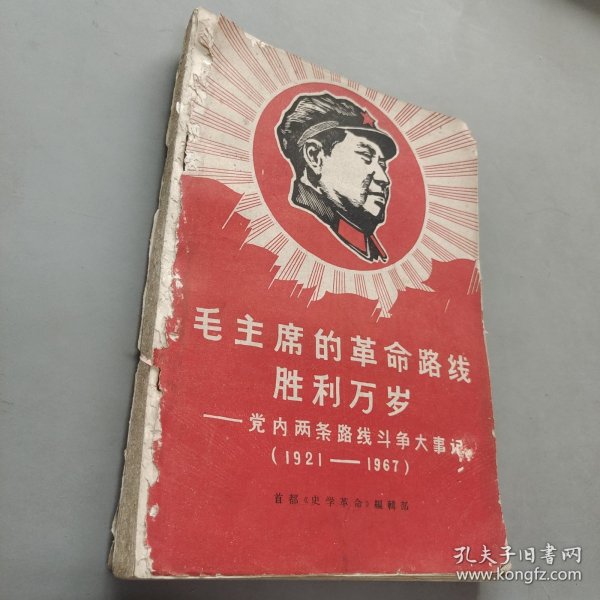 毛主席的革命路线
胜利万岁
——党内两条路线斗争大事记
(1921——1967)
首都《史学革命》編輯部
孔夫子旧书网
www.kongfz.com